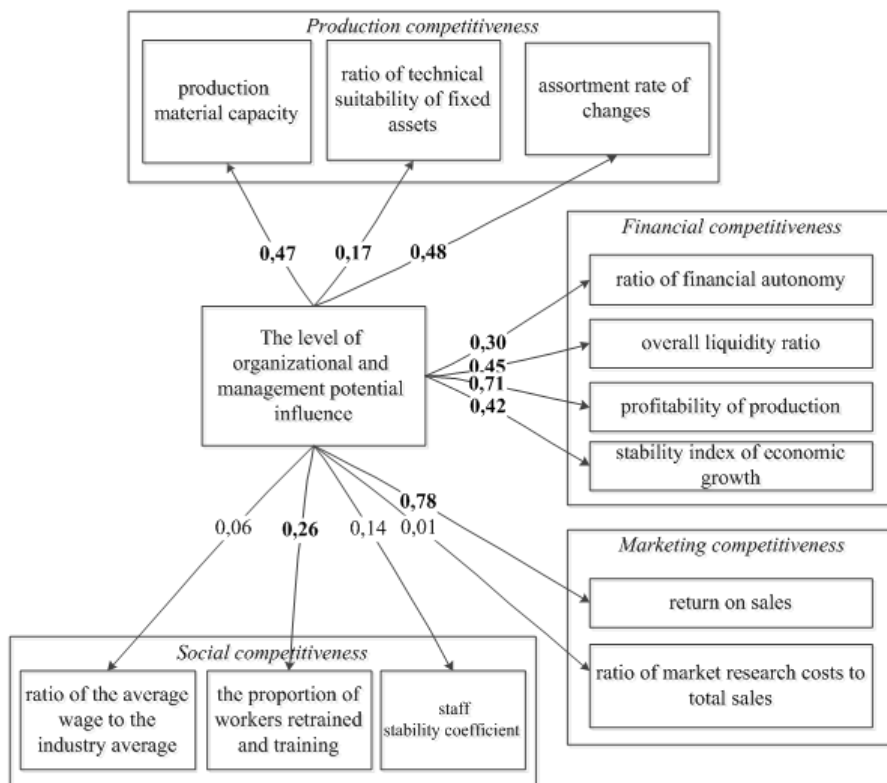 Production competitiveness
production
material capacity
ratio of technical
suitability of fixed
assets
assortment rate of
changes
0,47
0,17
0,48
Financial competitiveness
ratio of financial autonomy
overall liquidity ratio
profitability of production
stability index of economic
growth
The level of
organizational and
management potential
influence
0,30
0,45
0,71
0,42
0,06
0,26
0,14
0,78
0,01
Marketing competitiveness
return on sales
ratio of market research costs to
total sales
Social competitiveness
ratio of the average
wage to the
industry average
the proportion of
workers retrained
and training
staff
stability coefficient